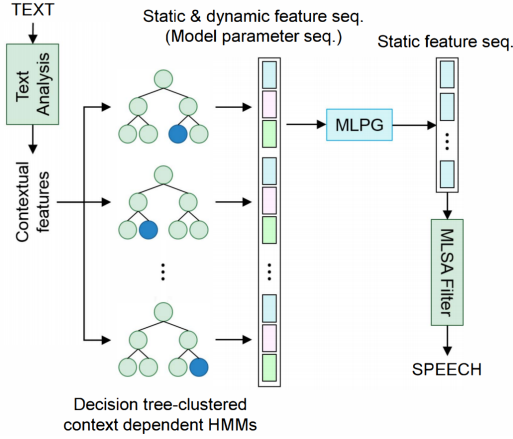 TEXT
Text
Analysis
Contextual
features
Static & dynamic feature seq.
(Model parameter seq.)
Static feature seq.
MLPG
MLSA Filter
SPEECH
Decision tree-clustered
context dependent HMMs